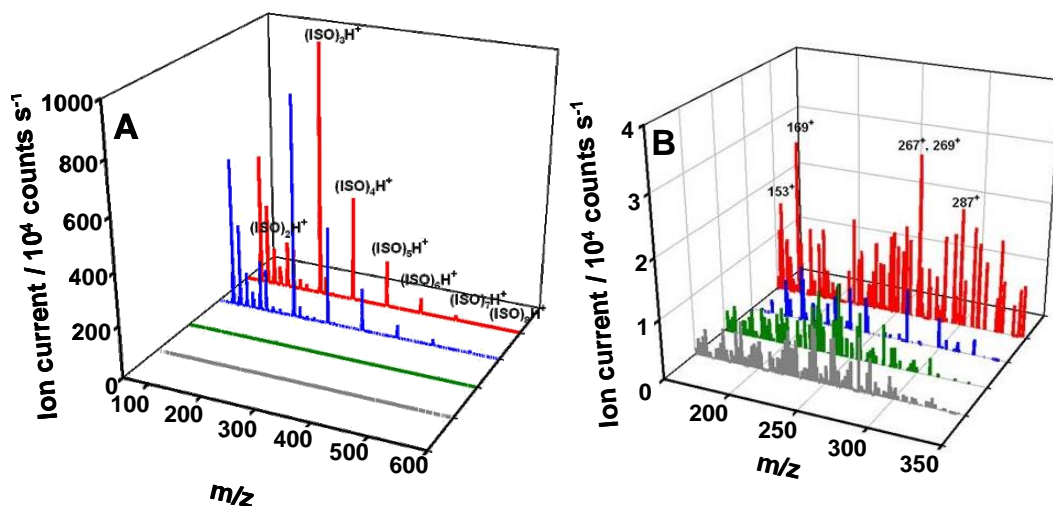 A
Ion current / 10⁴ counts s⁻¹
1000
800
600
400
200
0
100
200
300
400
500
600
m/z
(ISO)₂H⁺
(ISO)₃H⁺
(ISO)₄H⁺
(ISO)₅H⁺
(ISO)₆H⁺
(ISO)₇H⁺
(ISO)₈H⁺
B
Ion current / 10⁴ counts s⁻¹
4
3
2
1
0
200
250
300
350
m/z
153⁺
169⁺
267⁺, 269⁺
287⁺